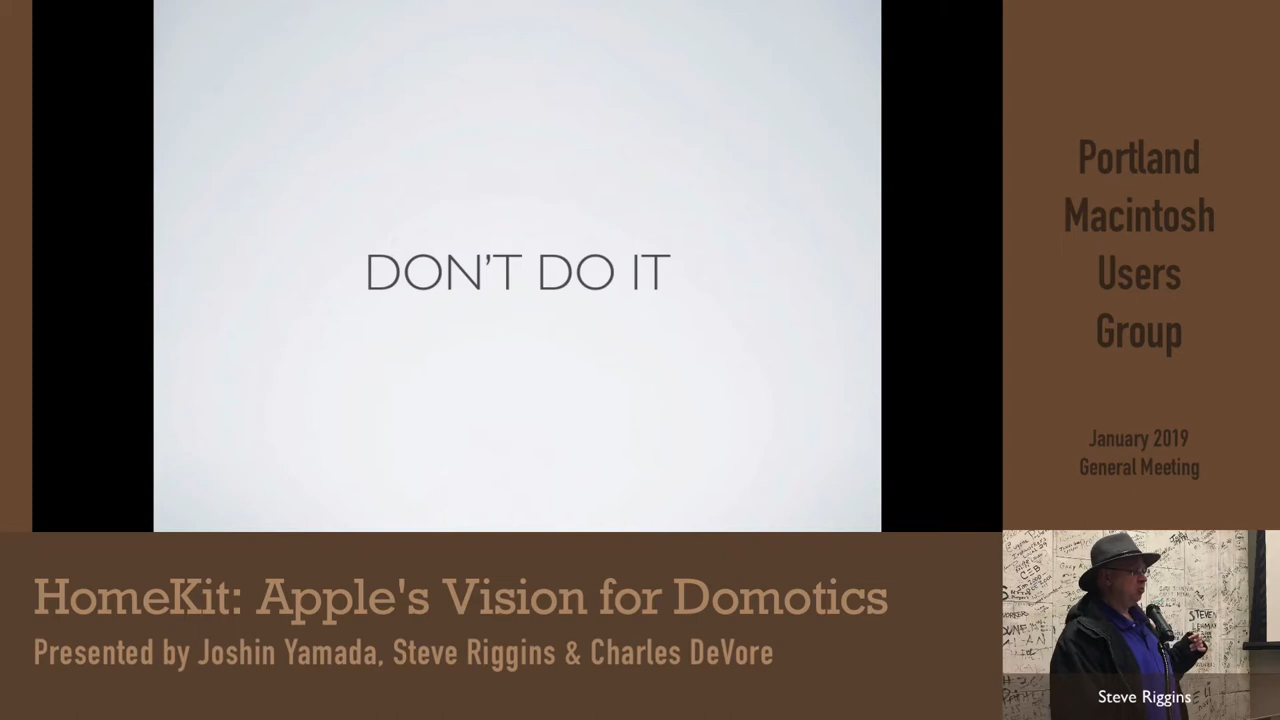 DON'T DO IT
Portland
Macintosh
Users
Group
January 2019
General Meeting
HomeKit: Apple's Vision for Domotics
Presented by Joshin Yamada, Steve Riggins & Charles DeVore
STEVEN
Steve Riggins